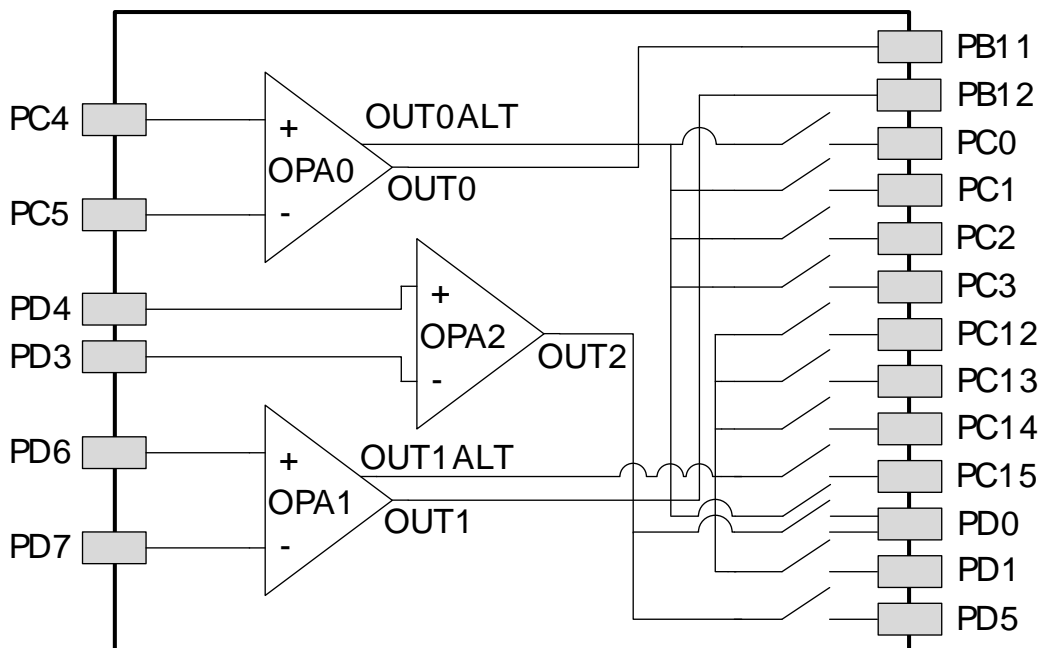 PB11
PB12
PC4
OUT0ALT
PC0
+
OPA0
OUT0
PC1
PC5
-
PC2
PC3
PD4
+
PC12
PD3
OPA2
OUT2
-
PC13
PC14
PD6
+
OUT1ALT
PC15
OPA1
OUT1
PD0
PD7
-
PD1
PD5